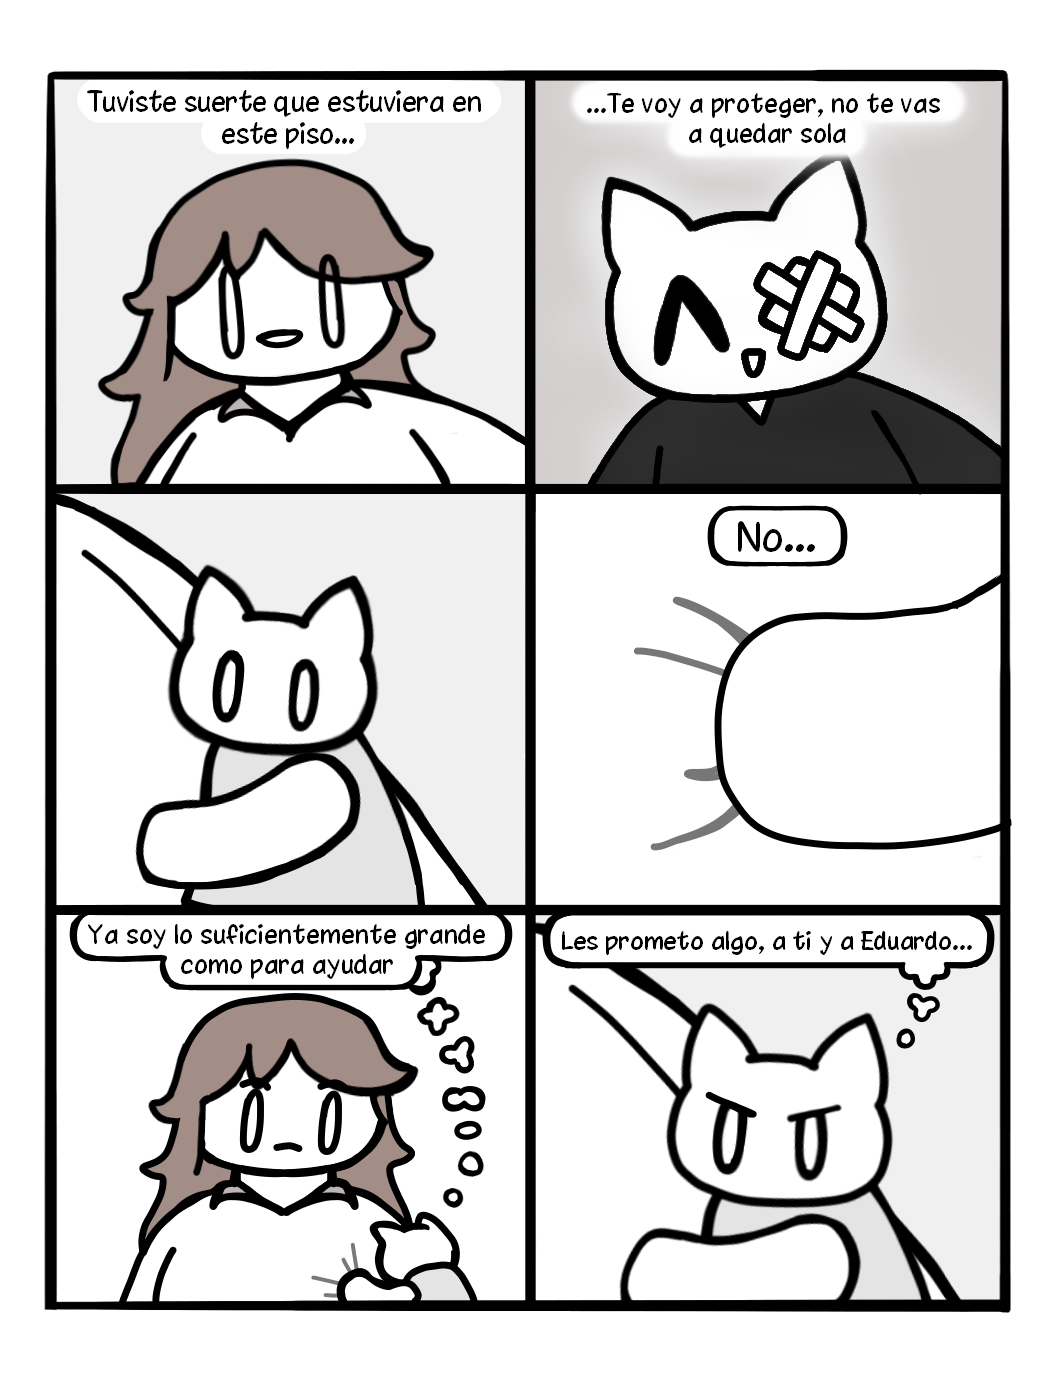 Tuviste suerte que estuviera en
este piso...
...Te voy a proteger, no te vas
a quedar sola
No...
Ya soy lo suficientemente grande
como para ayudar
Les prometo algo, a ti y a Eduardo...